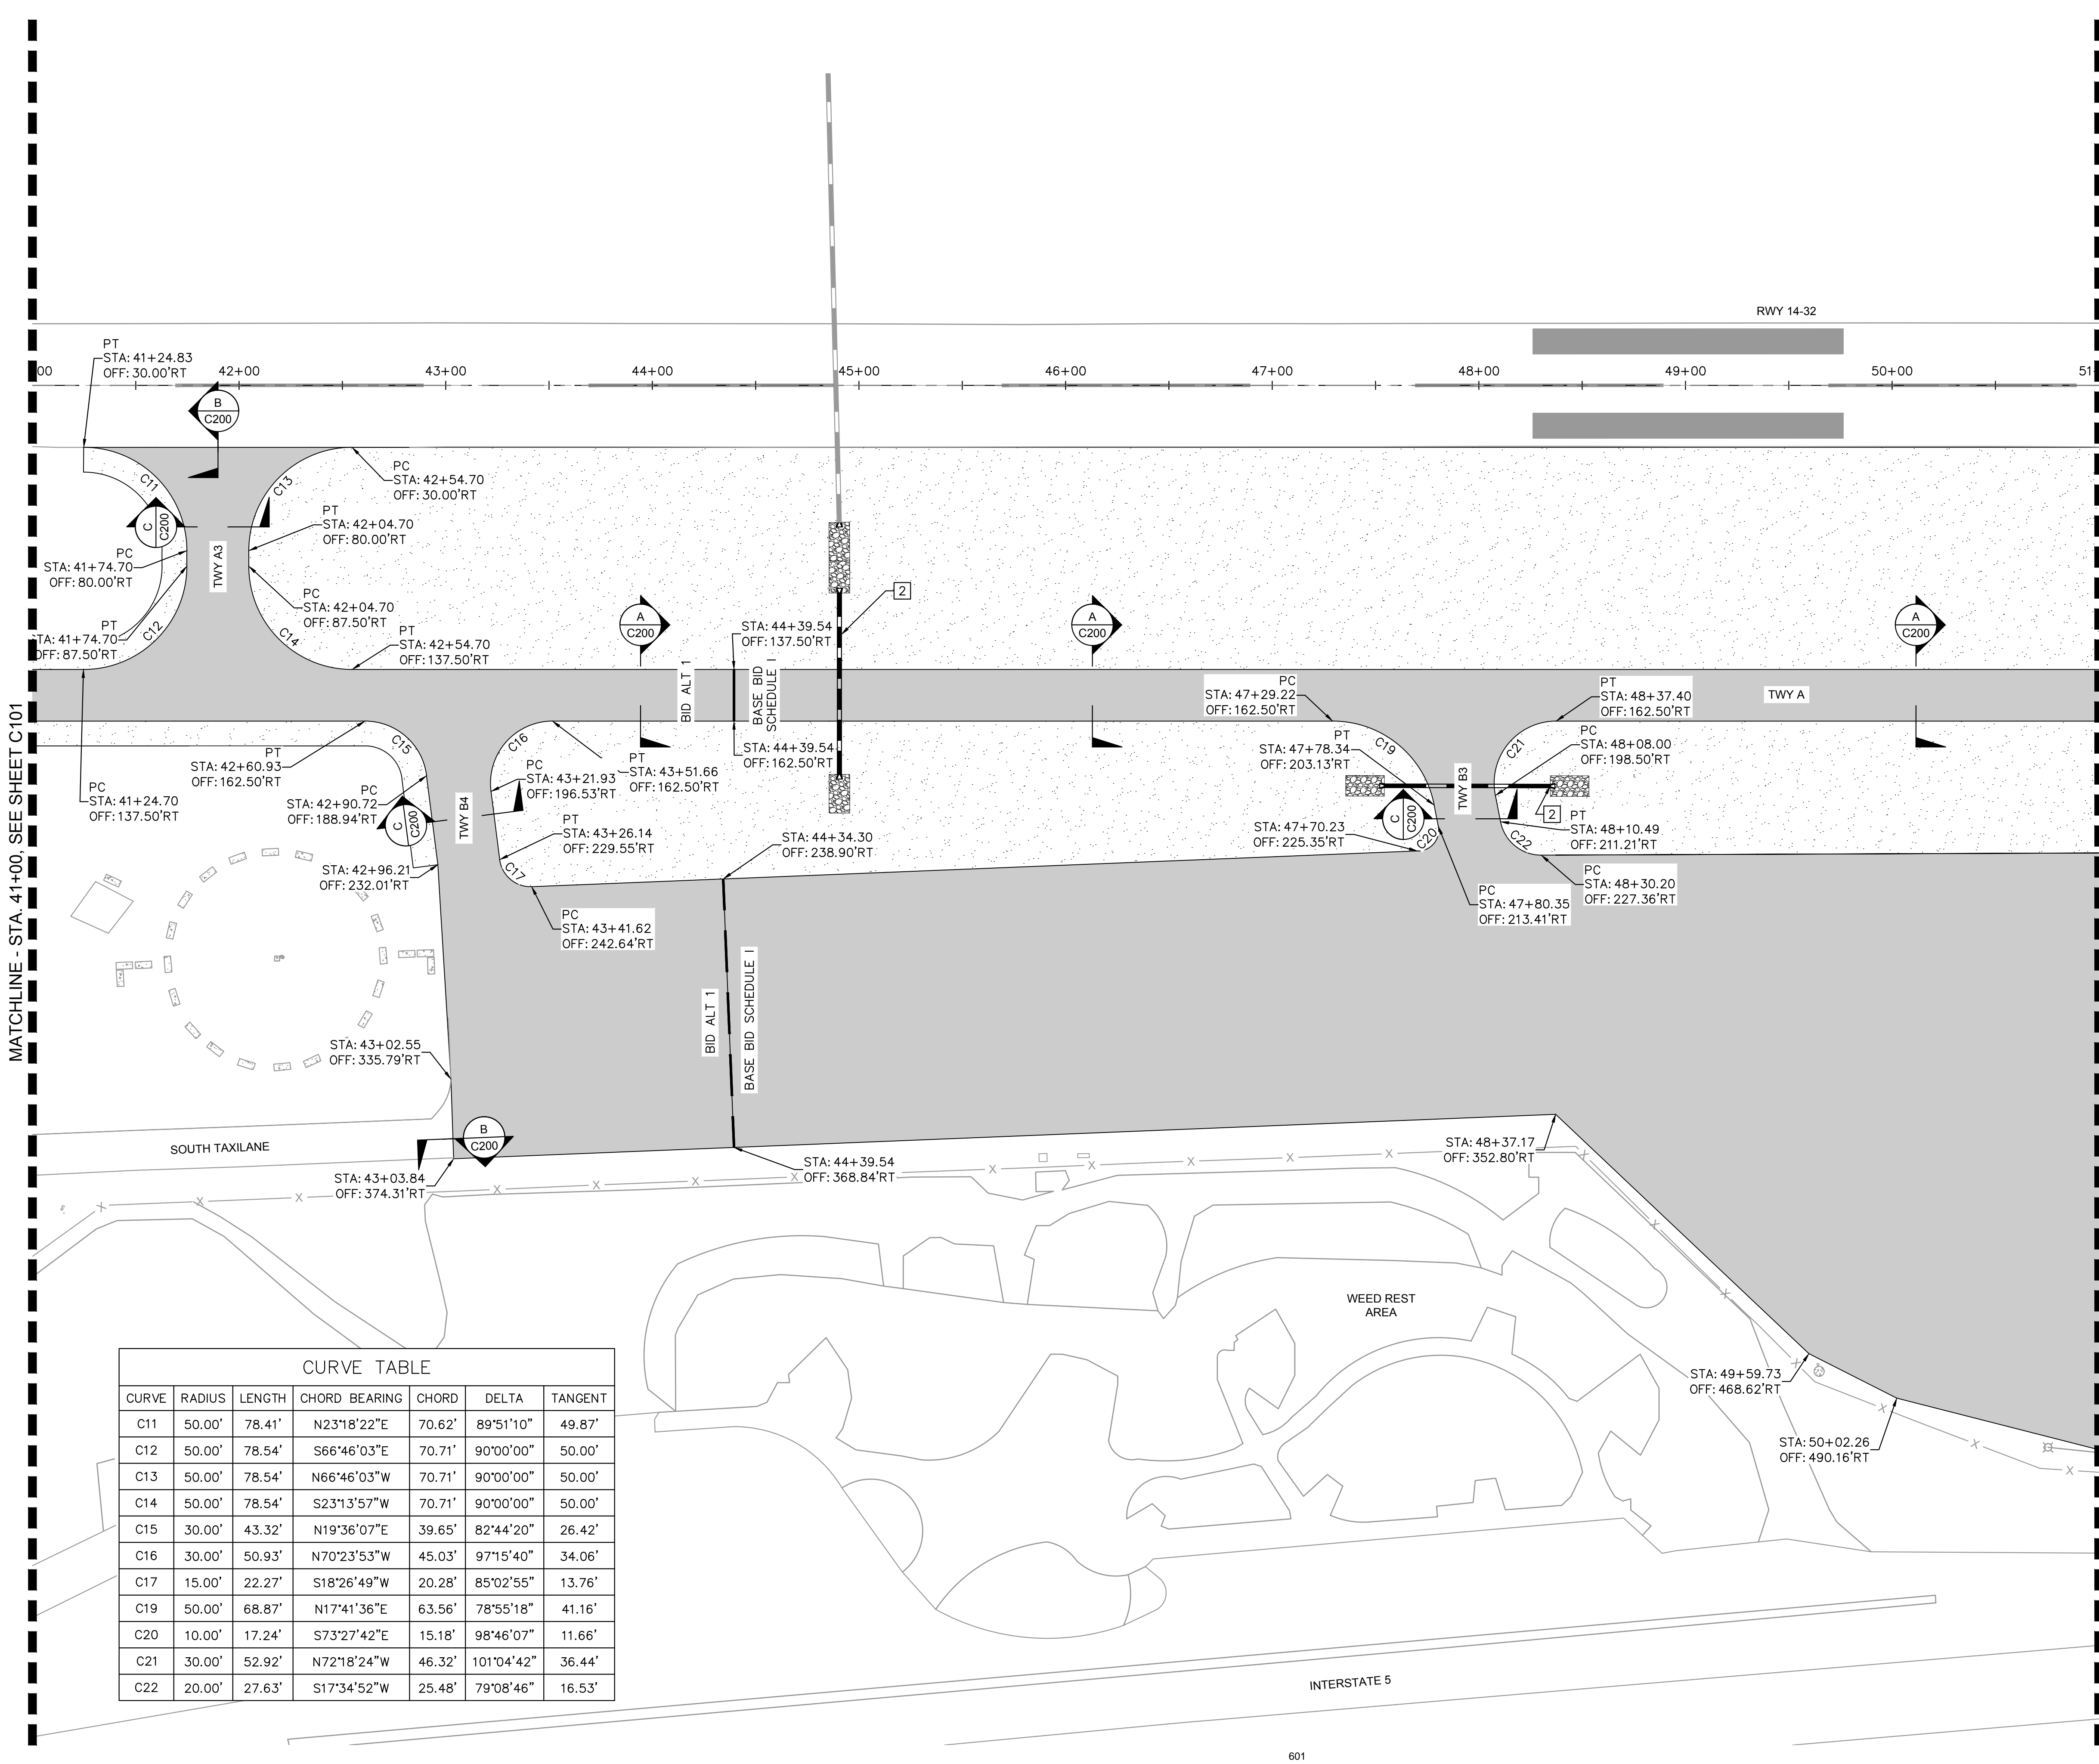 RWY 14-32
PT
STA: 41+24.83
OFF: 30.00'RT
00
42+00
43+00
44+00
45+00
46+00
47+00
48+00
49+00
50+00
51
B
C200
PC
STA: 42+54.70
OFF: 30.00'RT
C11
C13
PT
STA: 42+04.70
OFF: 80.00'RT
C
C200
PC
STA: 41+74.70
OFF: 80.00'RT
TWY A3
2
PC
STA: 42+04.70
OFF: 87.50'RT
PT
TA: 41+74.70
OFF: 87.50'RT
C12
C14
PT
STA: 42+54.70
OFF: 137.50'RT
A
C200
STA: 44+39.54
OFF: 137.50'RT
A
C200
A
C200
BID ALT 1
BASE BID
SCHEDULE I
PC
STA: 47+29.22
OFF: 162.50'RT
PT
STA: 48+37.40
OFF: 162.50'RT
TWY A
MATCHLINE - STA. 41+00, SEE SHEET C101
C15
C16
PT
STA: 42+60.93
OFF: 162.50'RT
PC
STA: 41+24.70
OFF: 137.50'RT
PC
STA: 42+90.72
OFF: 188.94'RT
C
C200
TWY B4
PC
STA: 43+21.93
OFF: 196.53'RT
PT
STA: 43+51.66
OFF: 162.50'RT
STA: 44+39.54
OFF: 162.50'RT
PT
STA: 43+26.14
OFF: 229.55'RT
C17
STA: 44+34.30
OFF: 238.90'RT
PT
STA: 47+78.34
OFF: 203.13'RT
C19
C21
PC
STA: 48+08.00
OFF: 198.50'RT
TWY B3
C
C200
2
STA: 47+70.23
OFF: 225.35'RT
C20
C22
PT
STA: 48+10.49
OFF: 211.21'RT
PC
STA: 48+30.20
OFF: 227.36'RT
PC
STA: 47+80.35
OFF: 213.41'RT
STA: 42+96.21
OFF: 232.01'RT
PC
STA: 43+41.62
OFF: 242.64'RT
BID ALT 1
BASE BID SCHEDULE I
STA: 43+02.55
OFF: 335.79'RT
SOUTH TAXILANE
B
C200
STA: 43+03.84
OFF: 374.31'RT
STA: 44+39.54
OFF: 368.84'RT
STA: 48+37.17
OFF: 352.80'RT
WEED REST
AREA
STA: 49+59.73
OFF: 468.62'RT
STA: 50+02.26
OFF: 490.16'RT
CURVE TABLE
CURVE RADIUS LENGTH CHORD BEARING CHORD DELTA TANGENT
C11 50.00' 78.41' N23°18'22"E 70.62' 89°51'10" 49.87'
C12 50.00' 78.54' S66°46'03"E 70.71' 90°00'00" 50.00'
C13 50.00' 78.54' N66°46'03"W 70.71' 90°00'00" 50.00'
C14 50.00' 78.54' S23°13'57"W 70.71' 90°00'00" 50.00'
C15 30.00' 43.32' N19°36'07"E 39.65' 82°44'20" 26.42'
C16 30.00' 50.93' N70°23'53"W 45.03' 97°15'40" 34.06'
C17 15.00' 22.27' S18°26'49"W 20.28' 85°02'55" 13.76'
C19 50.00' 68.87' N17°41'36"E 63.56' 78°55'18" 41.16'
C20 10.00' 17.24' S73°27'42"E 15.18' 98°46'07" 11.66'
C21 30.00' 52.92' N72°18'24"W 46.32' 101°04'42" 36.44'
C22 20.00' 27.63' S17°34'52"W 25.48' 79°08'46" 16.53'
INTERSTATE 5
601